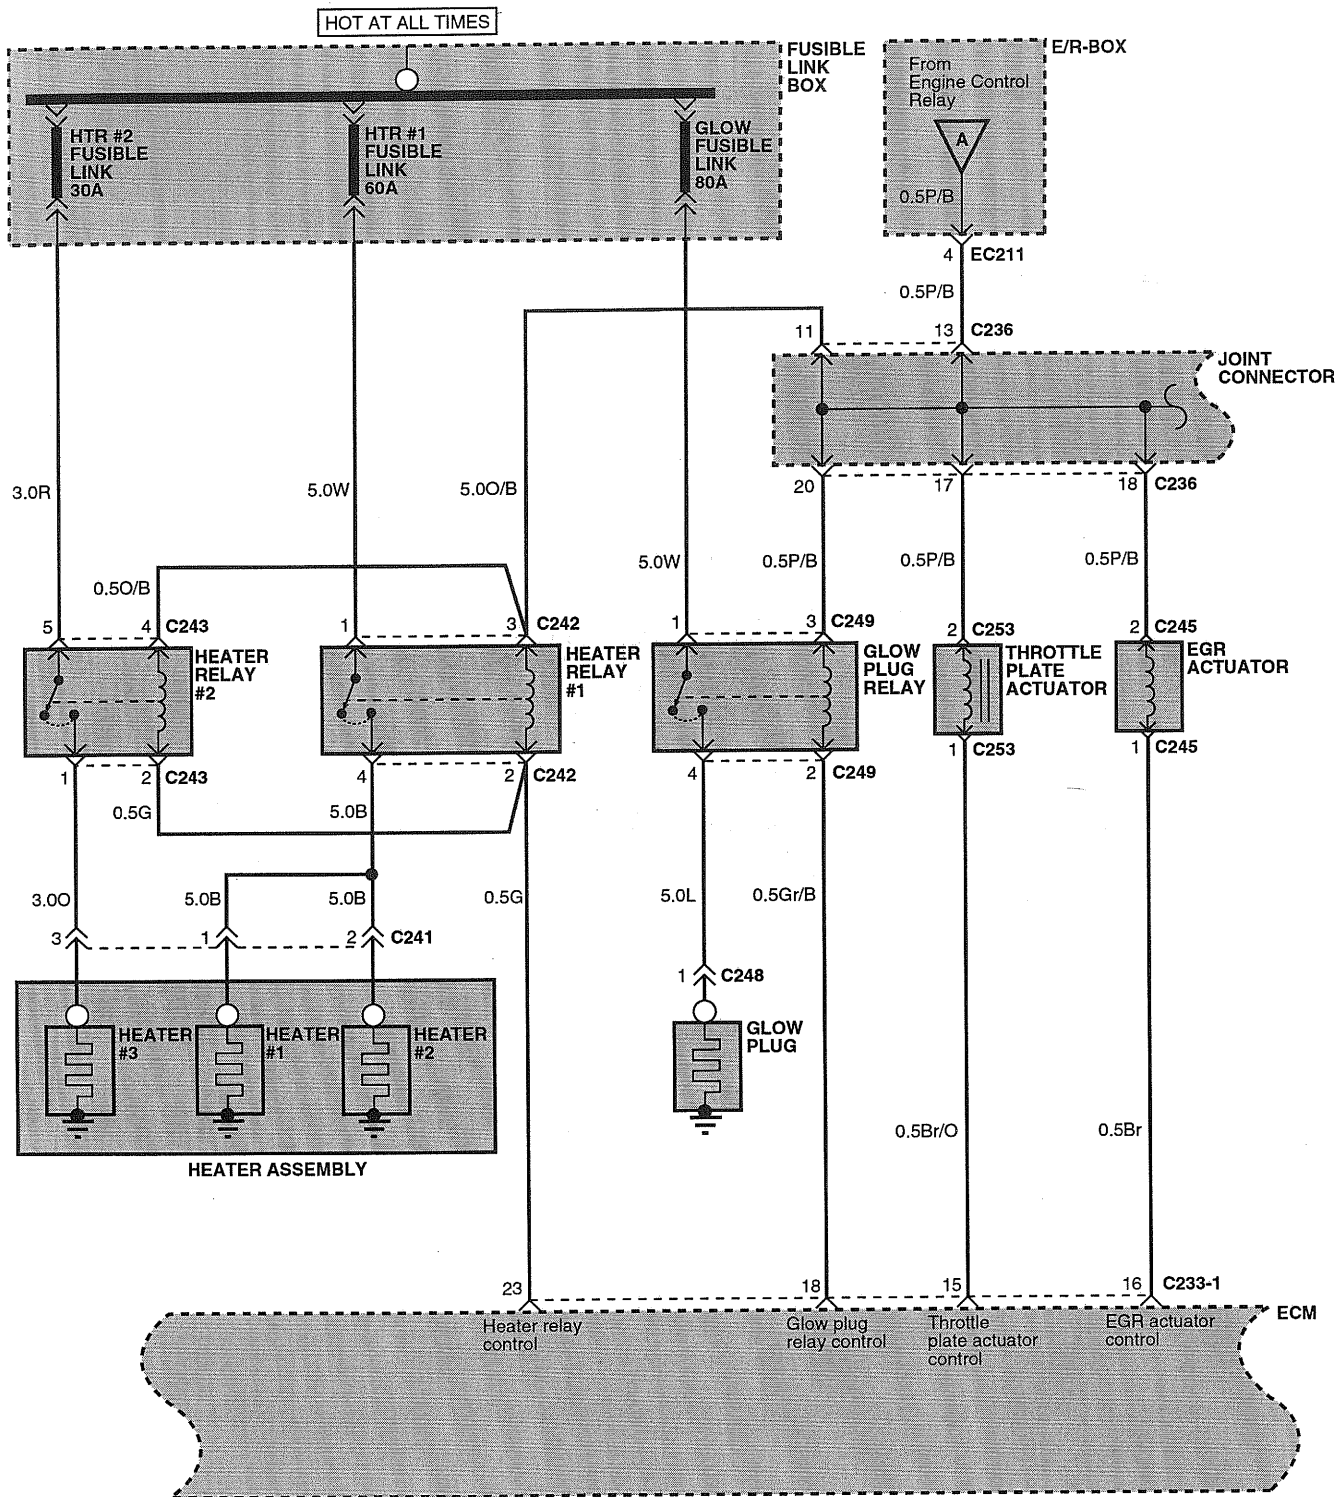 HOT AT ALL TIMES
FUSIBLE
LINK
BOX
E/R-BOX
From
Engine Control
Relay
A
0.5P/B
HTR #2
FUSIBLE
LINK
30A
HTR #1
FUSIBLE
LINK
60A
GLOW
FUSIBLE
LINK
80A
4 EC211
0.5P/B
11 13 C236
JOINT
CONNECTOR
20 17 18 C236
3.0R 5.0W 5.0O/B
5.0W 0.5P/B 0.5P/B 0.5P/B
0.5O/B
5 4 C243
1 3 C242
1 3 C249
2 C253
2 C245
HEATER
RELAY
#2
HEATER
RELAY
#1
GLOW
PLUG
RELAY
THROTTLE
PLATE
ACTUATOR
EGR
ACTUATOR
1 2 C243
4 2 C242
4 2 C249
1 C253
1 C245
0.5G 5.0B
3.0O 5.0B 5.0B 0.5G 5.0L 0.5Gr/B
3 1 2 C241
1 C248
HEATER
#3
HEATER
#1
HEATER
#2
GLOW
PLUG
0.5Br/O 0.5Br
HEATER ASSEMBLY
23 18 15 16 C233-1
ECM
Heater relay
control
Glow plug
relay control
Throttle
plate actuator
control
EGR actuator
control